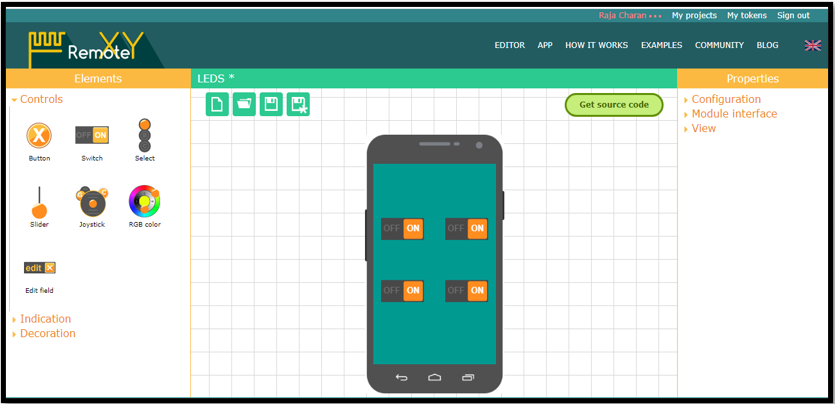 Raja Charan ••• My projects My tokens Sign out
RemoteXY
EDITOR APP HOW IT WORKS EXAMPLES COMMUNITY BLOG
Elements
LEDS *
Properties
Controls
Get source code
Configuration
Module interface
View
Button
OFF ON
Switch
Select
Slider
Joystick
RGB color
OFF ON OFF ON
edit X
Edit field
OFF ON OFF ON
Indication
Decoration